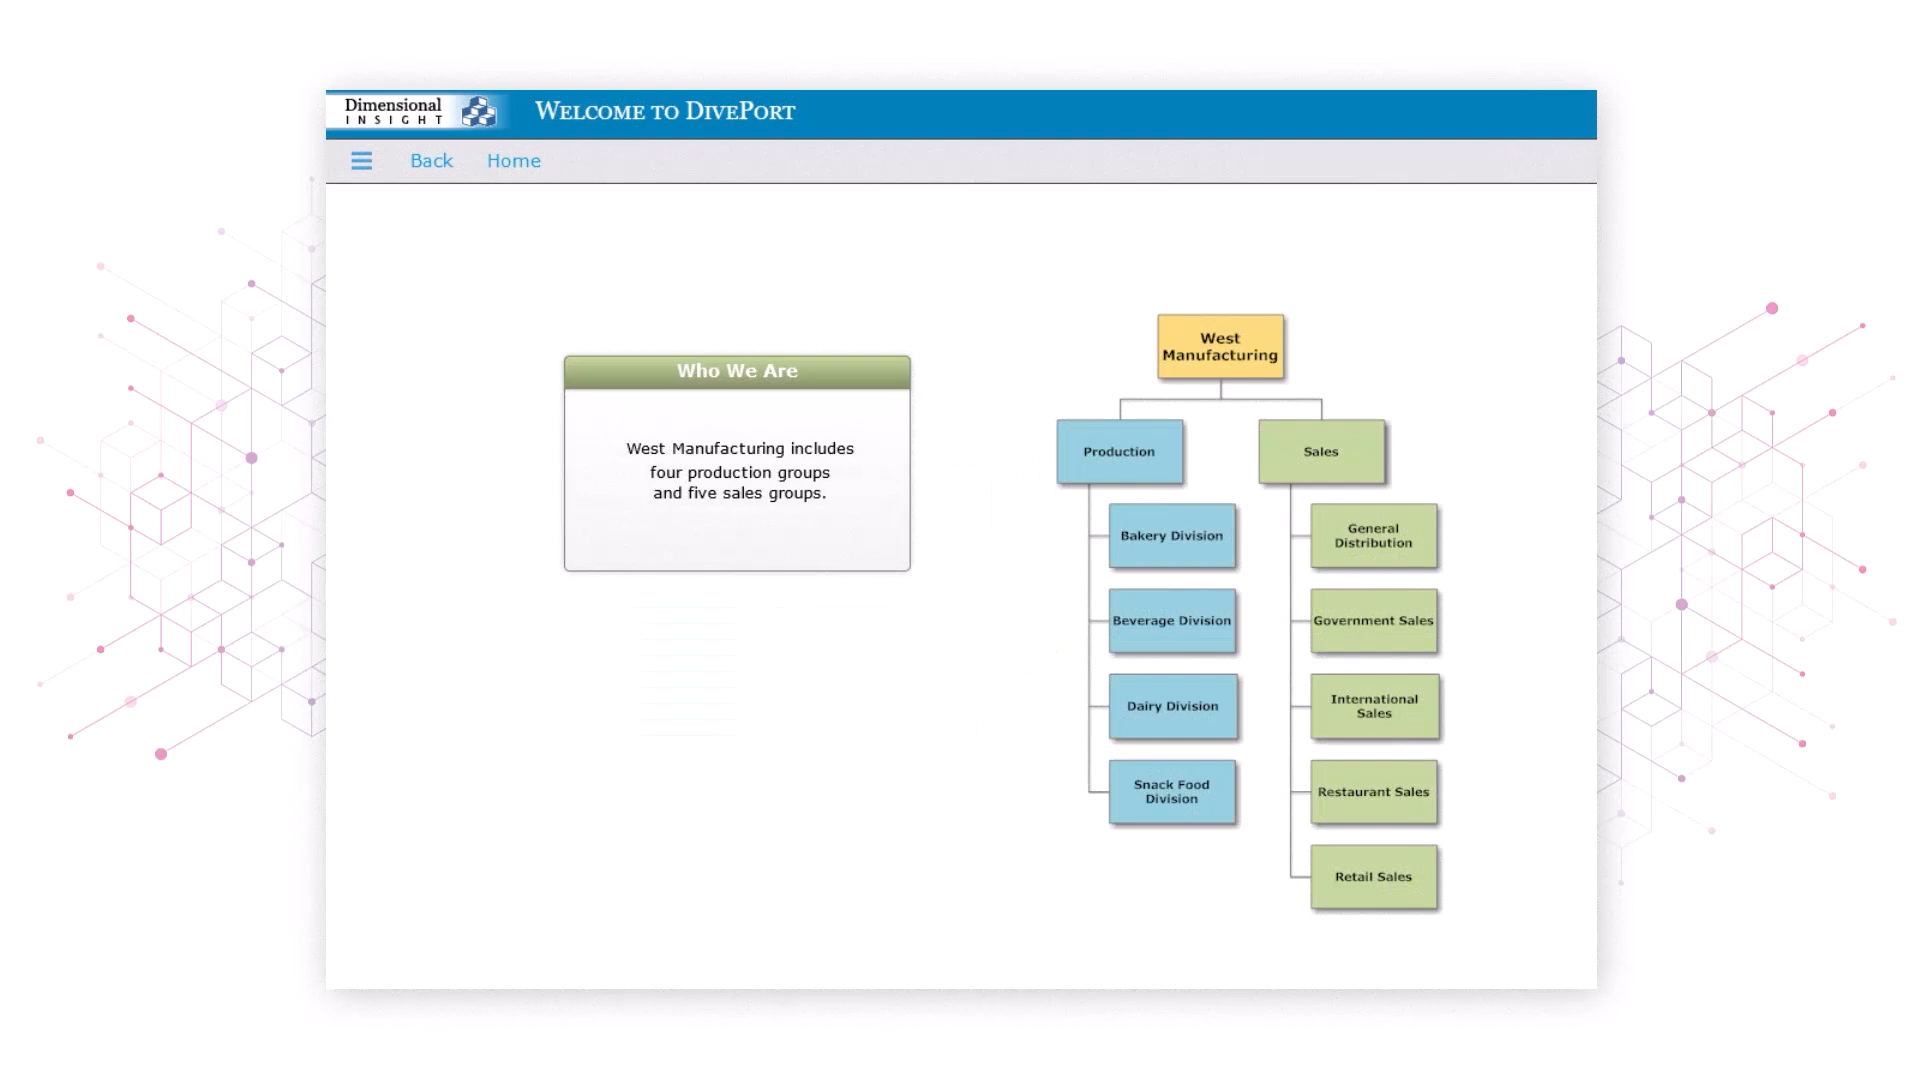 Dimensional
INSIGHT
WELCOME TO DIVEPORT
Back
Home
Who We Are
West Manufacturing includes
four production groups
and five sales groups.
West
Manufacturing
Production
Sales
Bakery Division
Beverage Division
Dairy Division
Snack Food
Division
General
Distribution
Government Sales
International
Sales
Restaurant Sales
Retail Sales